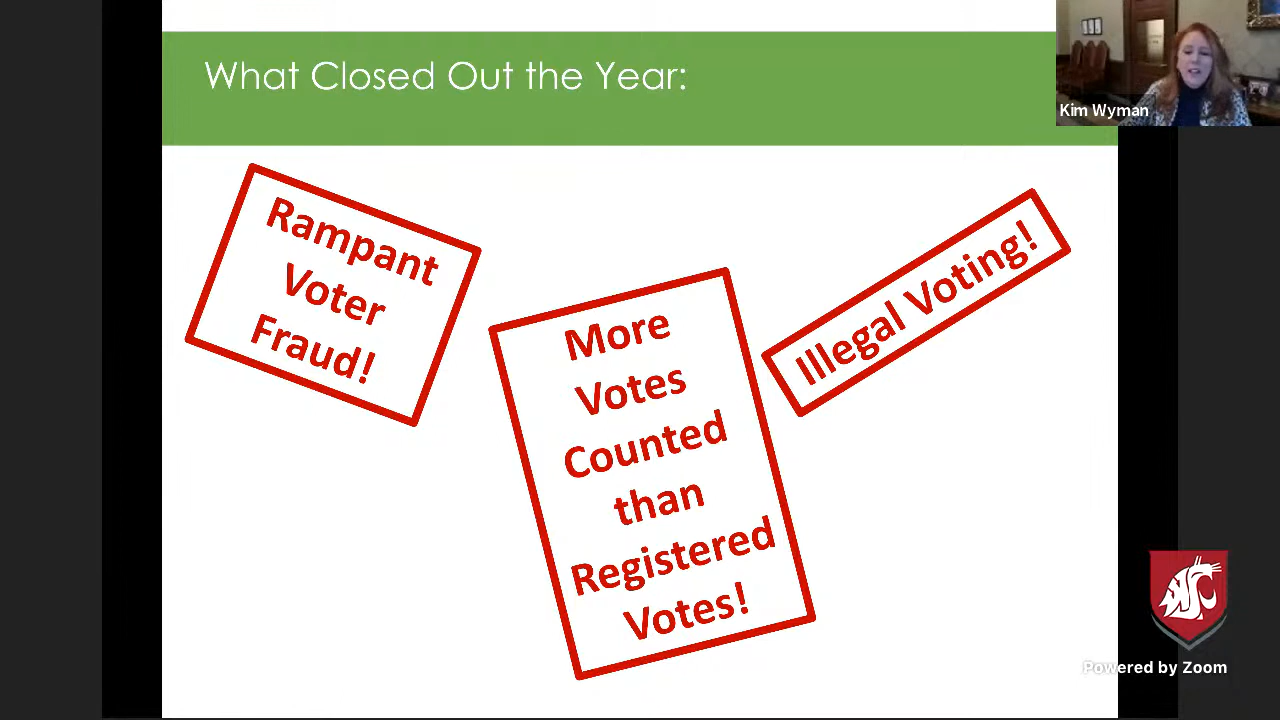 What Closed Out the Year:
Kim Wyman
Rampant
Voter
Fraud!
More
Votes
Counted
than
Registered
Votes!
Illegal Voting!
Powered by Zoom